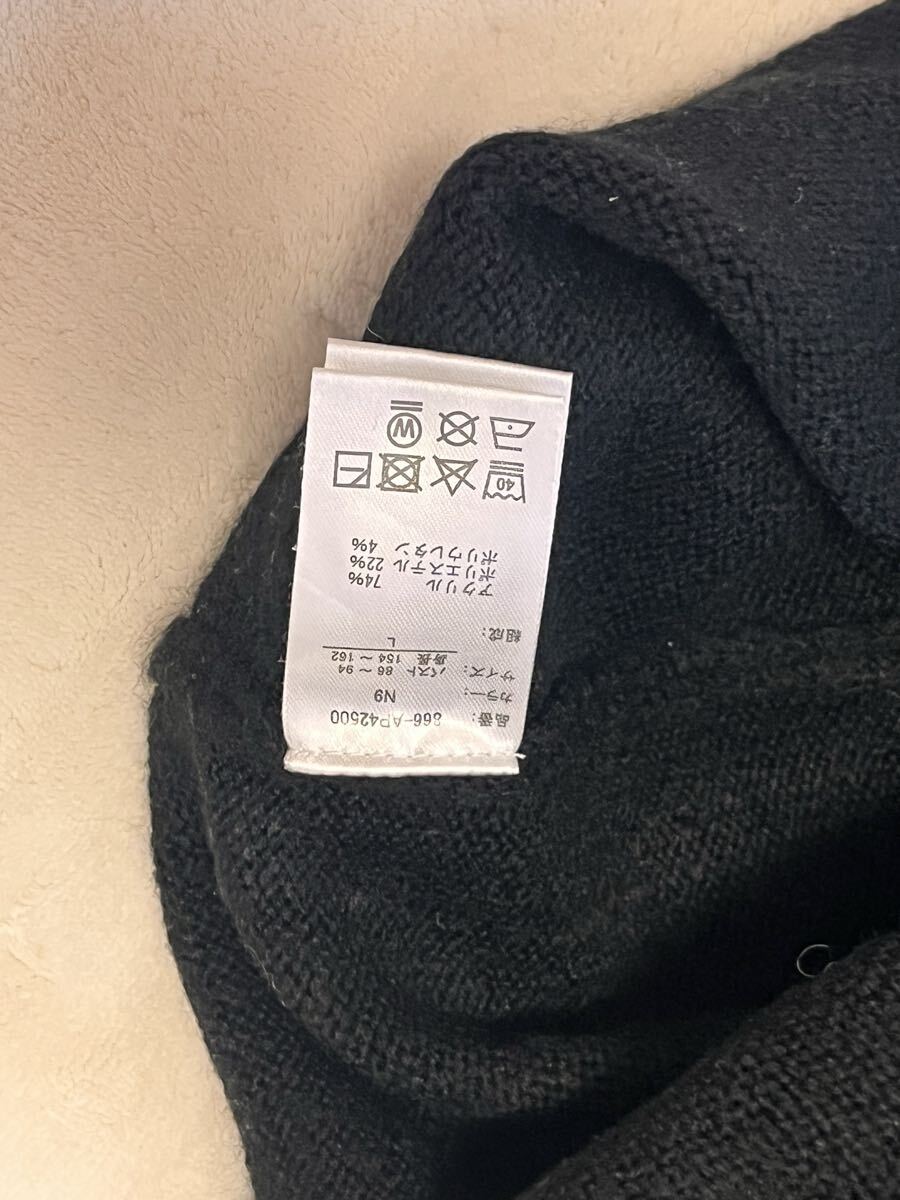 品番: 866-AP42500
カラー: N9
サイズ: バスト 86 ~ 94
身長 154 ~ 162
L
組成:
アクリル 74%
ポリエステル 22%
ポリウレタン 4%
40
W